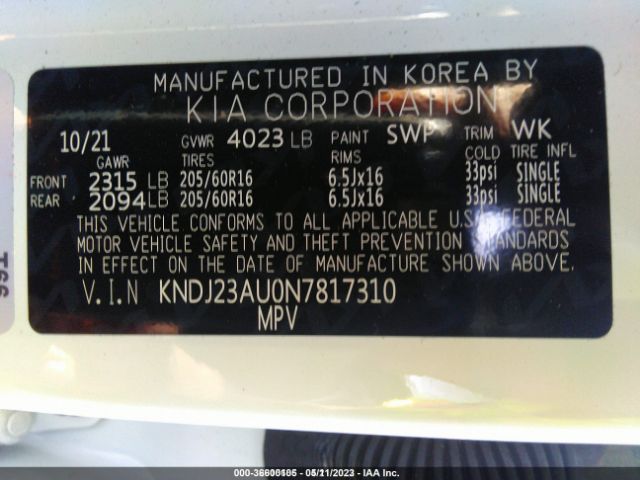 MANUFACTURED IN KOREA BY
KIA CORPORATION
10/21 GVWR 4023 LB PAINT SWP TRIM WK
GAWR TIRES RIMS COLD TIRE INFL
FRONT 2315 LB 205/60R16 6.5Jx16 33psi SINGLE
REAR 2094 LB 205/60R16 6.5Jx16 33psi SINGLE
THIS VEHICLE CONFORMS TO ALL APPLICABLE U.S. FEDERAL
MOTOR VEHICLE SAFETY AND THEFT PREVENTION STANDARDS
IN EFFECT ON THE DATE OF MANUFACTURE SHOWN ABOVE.
V.I.N KNDJ23AU0N7817310
MPV
IAA Inc.